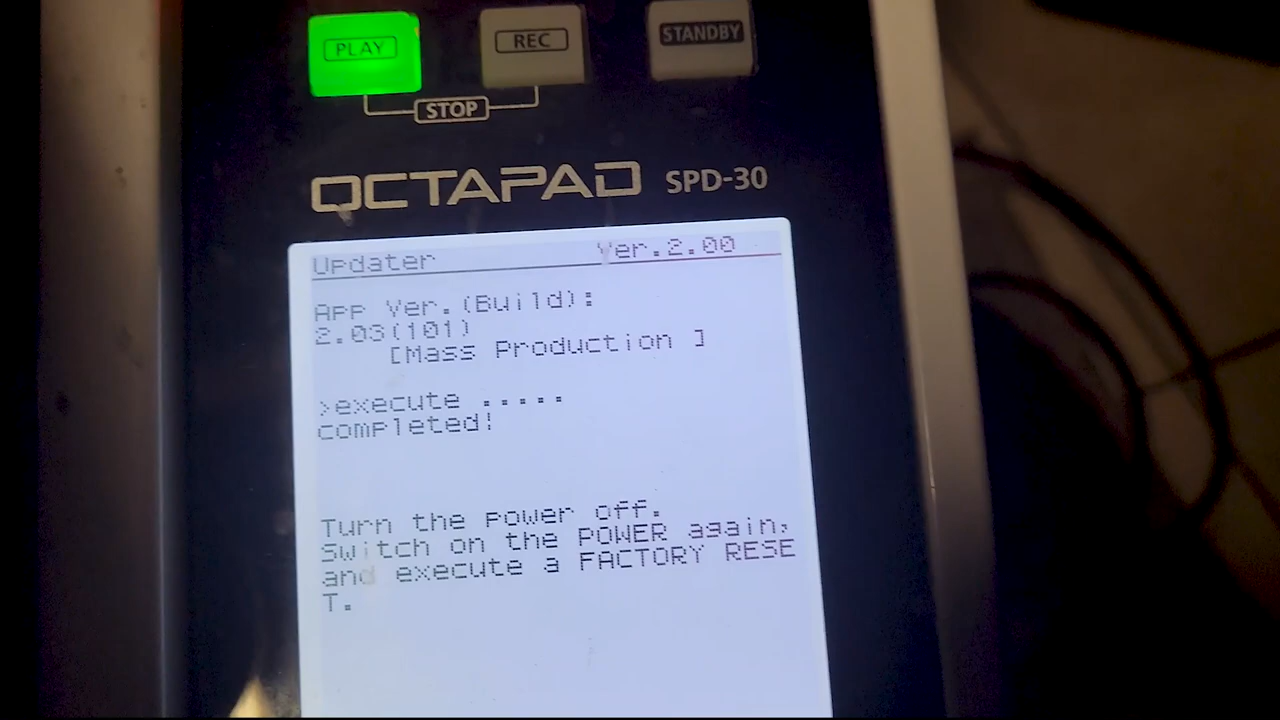 PLAY
REC
STANDBY
STOP
OCTAPAD SPD-30
Updater Ver.2.00
App Ver.(Build):
2.03(101)
[Mass Production ]
>execute .....
completed!
Turn the power off.
Switch on the POWER again,
and execute a FACTORY RESE
T.